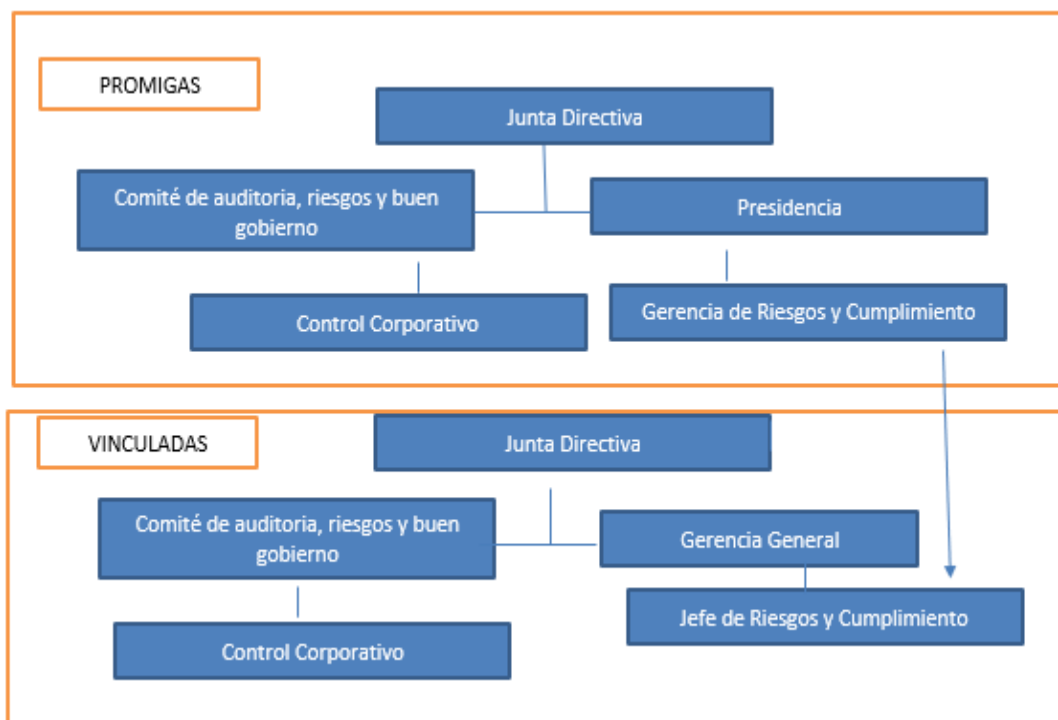 PROMIGAS
Junta Directiva
Comité de auditoria, riesgos y buen
gobierno
Presidencia
Control Corporativo
Gerencia de Riesgos y Cumplimiento
VINCULADAS
Junta Directiva
Comité de auditoria, riesgos y buen
gobierno
Gerencia General
Control Corporativo
Jefe de Riesgos y Cumplimiento